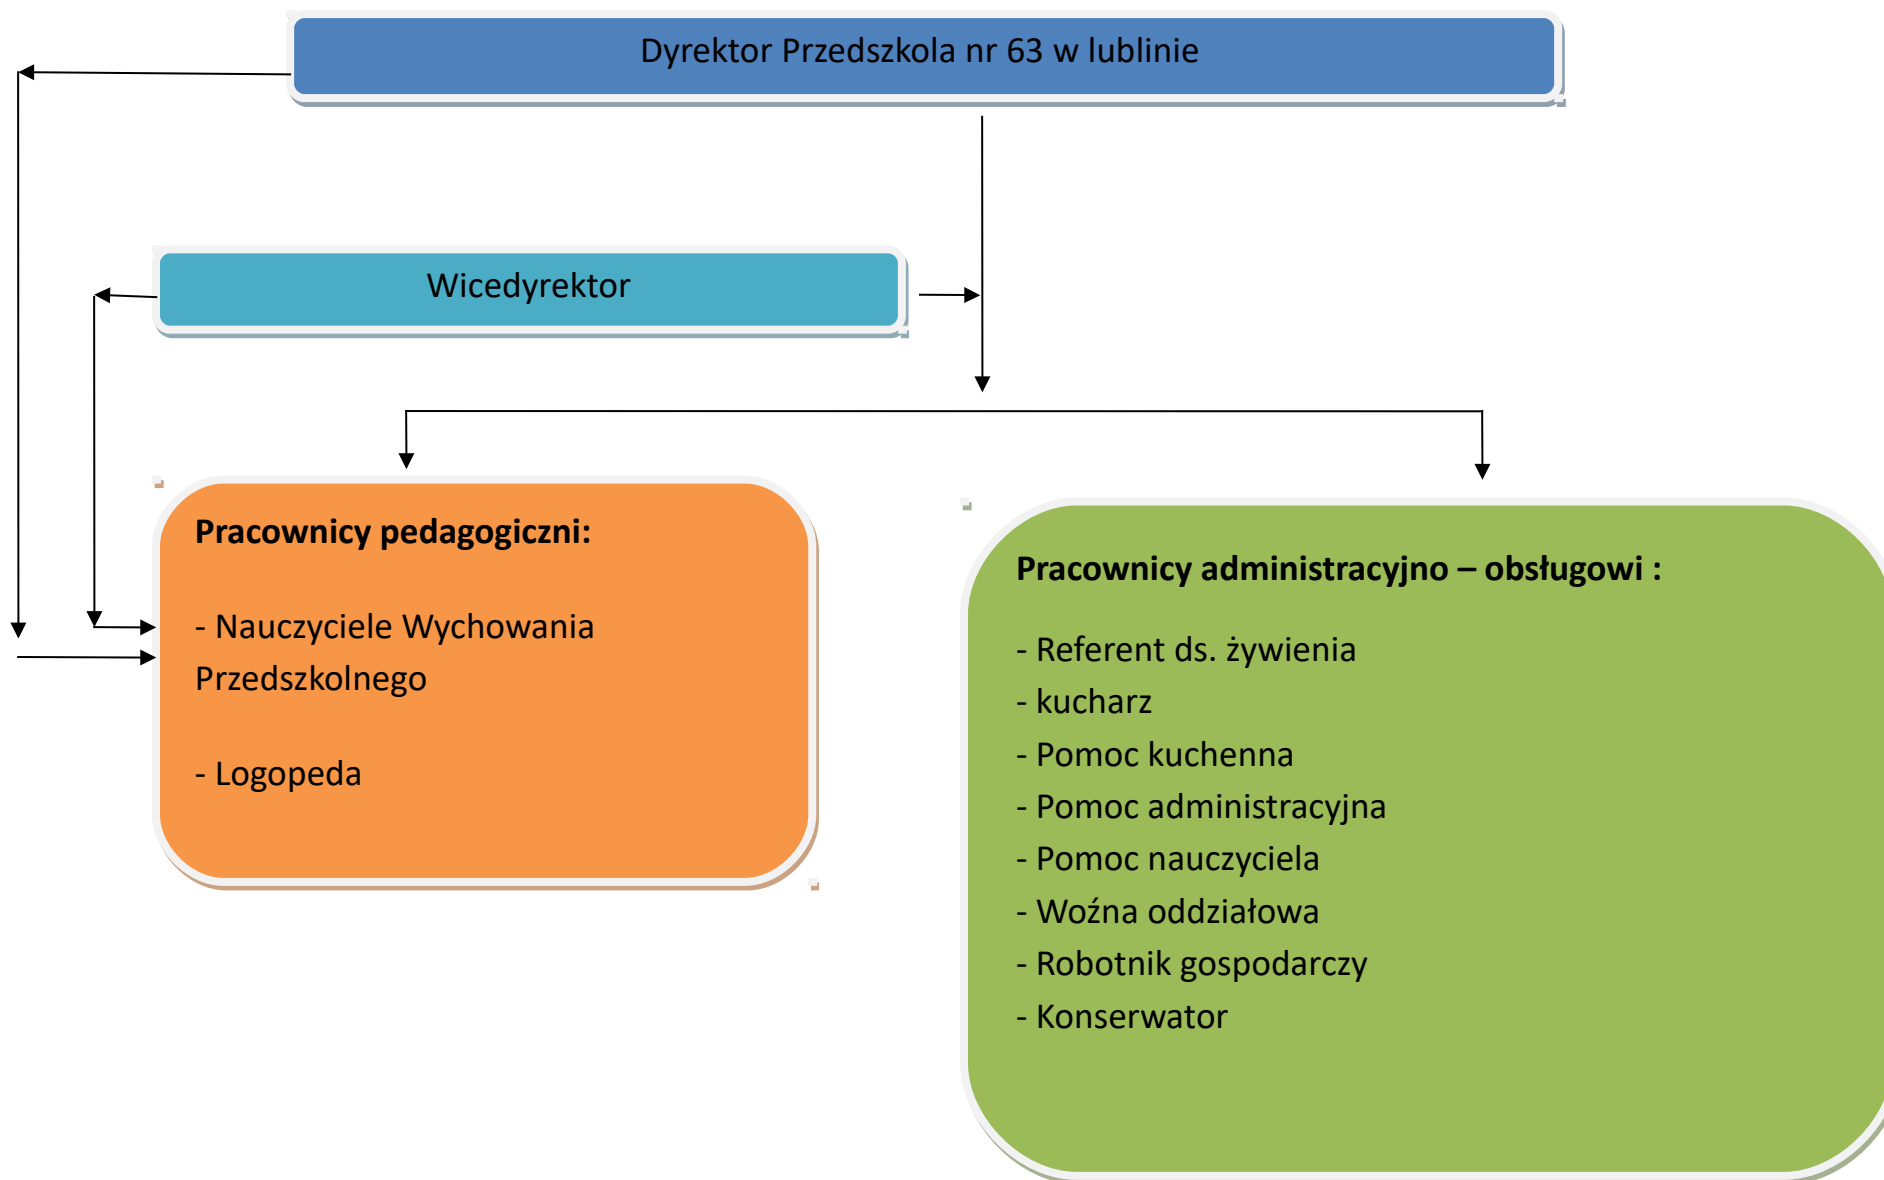 Dyrektor Przedszkola nr 63 w lublinie
Wicedyrektor
Pracownicy pedagogiczni:
- Nauczyciele Wychowania
Przedszkolnego
- Logopeda
Pracownicy administracyjno – obsługowi :
- Referent ds. żywienia
- kucharz
- Pomoc kuchenna
- Pomoc administracyjna
- Pomoc nauczyciela
- Woźna oddziałowa
- Robotnik gospodarczy
- Konserwator